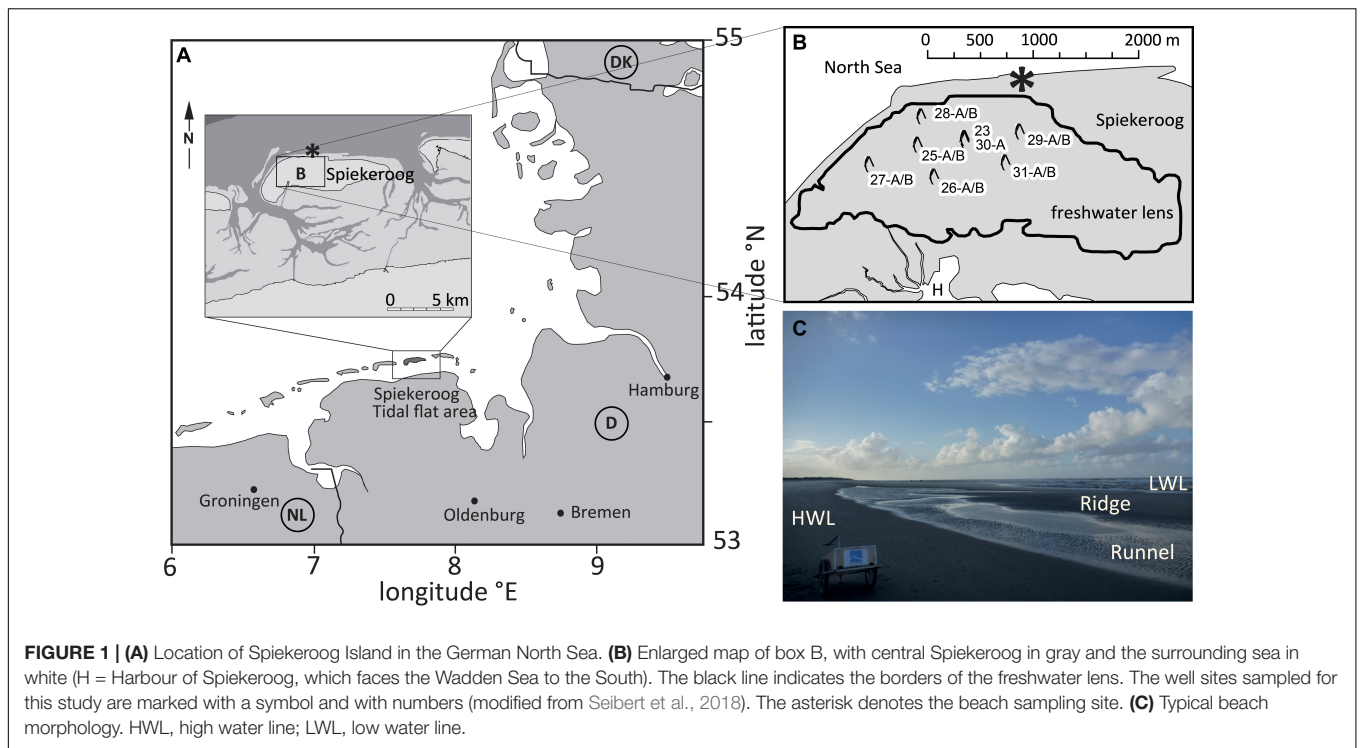 A
55
DK
N
B
Spiekeroog
0 5 km
54
latitude °N
Hamburg
Spiekeroog
Tidal flat area
D
Groningen
NL
Oldenburg
Bremen
53
6 7 8 9
longitude °E
B
0 500 1000 2000 m
North Sea
Spiekeroog
28-A/B
23
30-A
29-A/B
25-A/B
31-A/B
27-A/B
26-A/B
freshwater lens
H
C
LWL
Ridge
HWL
Runnel
FIGURE 1 | (A) Location of Spiekeroog Island in the German North Sea. (B) Enlarged map of box B, with central Spiekeroog in gray and the surrounding sea in
white (H = Harbour of Spiekeroog, which faces the Wadden Sea to the South). The black line indicates the borders of the freshwater lens. The well sites sampled for
this study are marked with a symbol and with numbers (modified from Seibert et al., 2018). The asterisk denotes the beach sampling site. (C) Typical beach
morphology. HWL, high water line; LWL, low water line.